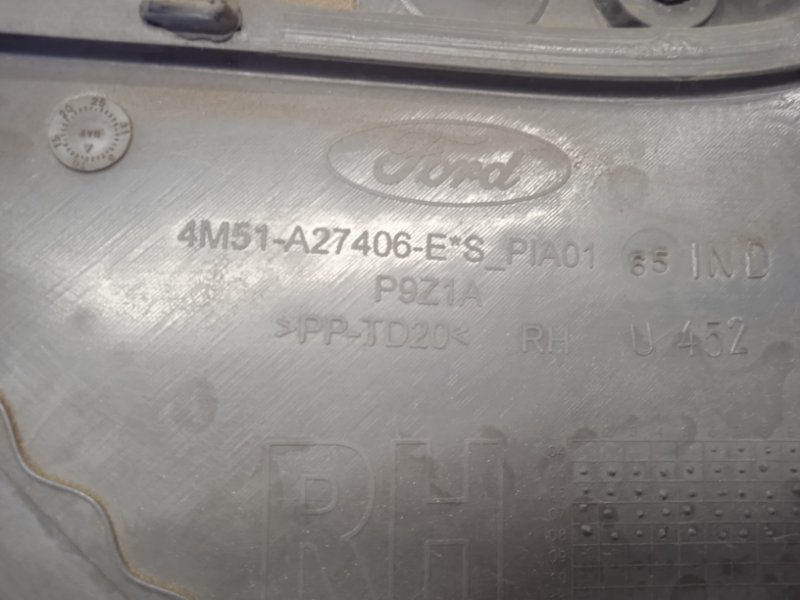 Ford
4M51-A27406-E*S_PIA01 65 IND
P9Z1A
>PP-TD20< RH U 452
RH